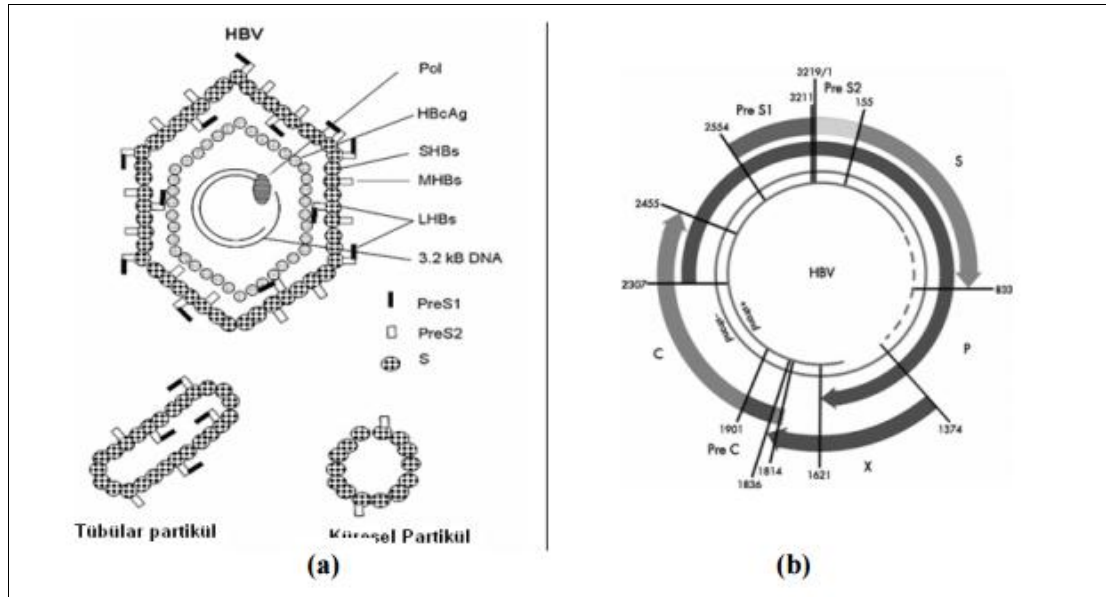 HBV
Pol
HBcAg
SHBs
MHBs
LHBs
3.2 kB DNA
PreS1
PreS2
S
Tübülar partikül
Küresel Partikül
(a)
3219/1
3211
Pre S2
155
Pre S1
2554
S
2455
HBV
2307
833
P
C
1901
Pre C
1814
1836
1621
X
1374
(b)